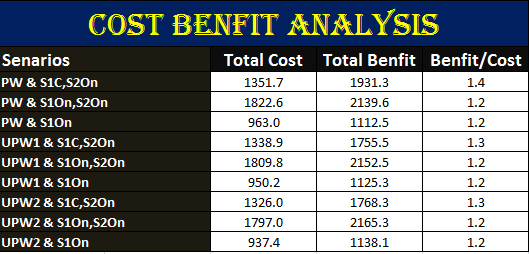 COST BENFIT ANALYSIS
Senarios Total Cost Total Benfit Benfit/Cost
PW & S1C,S2On 1351.7 1931.3 1.4
PW & S1On,S2On 1822.6 2139.6 1.2
PW & S1On 963.0 1112.5 1.2
UPW1 & S1C,S2On 1338.9 1755.5 1.3
UPW1 & S1On,S2On 1809.8 2152.5 1.2
UPW1 & S1On 950.2 1125.3 1.2
UPW2 & S1C,S2On 1326.0 1768.3 1.3
UPW2 & S1On,S2On 1797.0 2165.3 1.2
UPW2 & S1On 937.4 1138.1 1.2